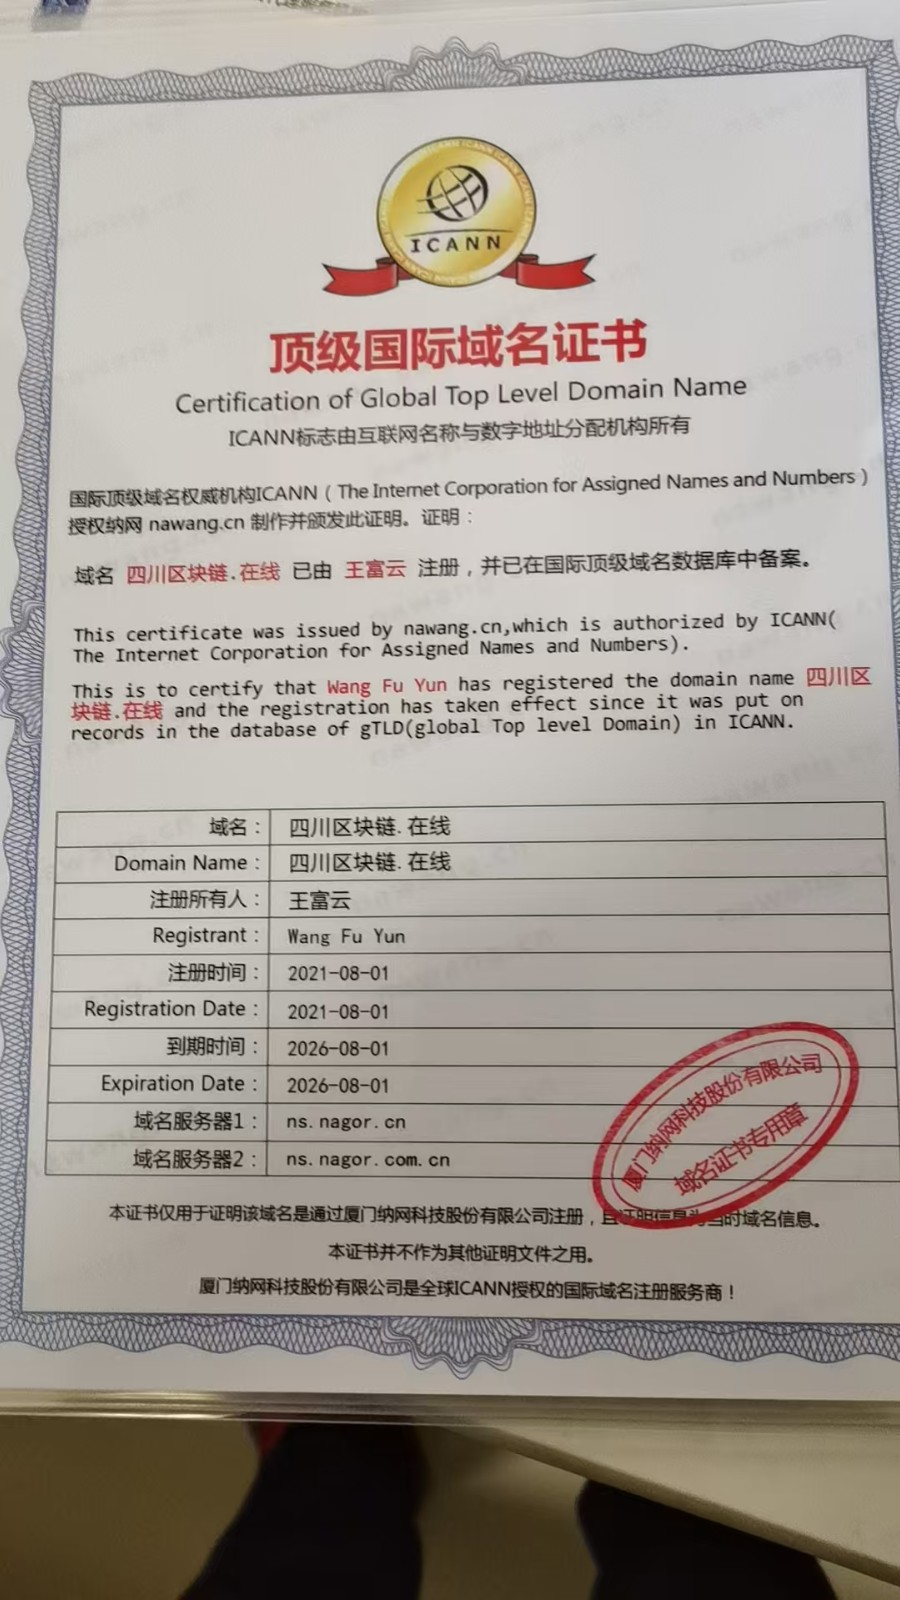 ICANN
顶级国际域名证书
Certification of Global Top Level Domain Name
ICANN标志由互联网名称与数字地址分配机构所有
国际顶级域名权威机构ICANN（The Internet Corporation for Assigned Names and Numbers）
授权纳网 nawang.cn 制作并颁发此证明。证明：
域名 四川区块链.在线 已由 王富云 注册，并已在国际顶级域名数据库中备案。
This certificate was issued by nawang.cn,which is authorized by ICANN(
The Internet Corporation for Assigned Names and Numbers).
This is to certify that Wang Fu Yun has registered the domain name 四川区
块链.在线 and the registration has taken effect since it was put on
records in the database of gTLD(global Top level Domain) in ICANN.
域名： 四川区块链.在线
Domain Name： 四川区块链.在线
注册所有人： 王富云
Registrant： Wang Fu Yun
注册时间： 2021-08-01
Registration Date： 2021-08-01
到期时间： 2026-08-01
Expiration Date： 2026-08-01
域名服务器1： ns.nagor.cn
域名服务器2： ns.nagor.com.cn
厦门纳网科技股份有限公司
域名证书专用章
本证书仅用于证明该域名是通过厦门纳网科技股份有限公司注册，且证明信息为当时域名信息。
本证书并不作为其他证明文件之用。
厦门纳网科技股份有限公司是全球ICANN授权的国际域名注册服务商！